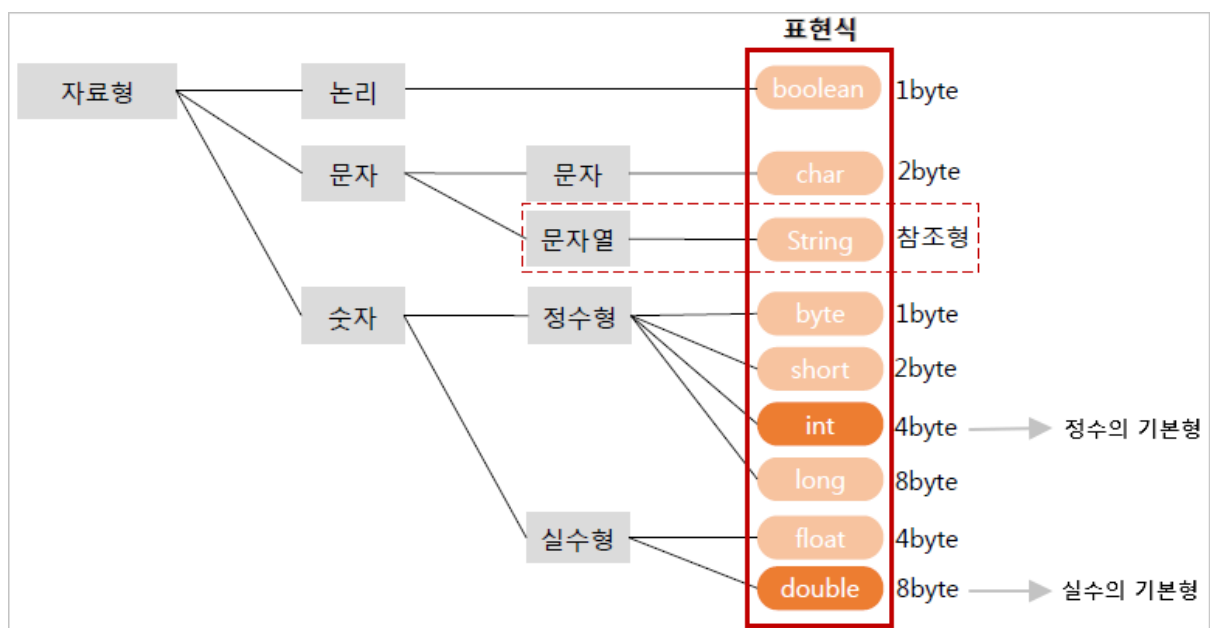 표현식
자료형 논리 boolean 1byte
문자 문자 char 2byte
문자열 String 참조형
숫자 정수형 byte 1byte
short 2byte
int 4byte 정수의 기본형
long 8byte
실수형 float 4byte
double 8byte 실수의 기본형